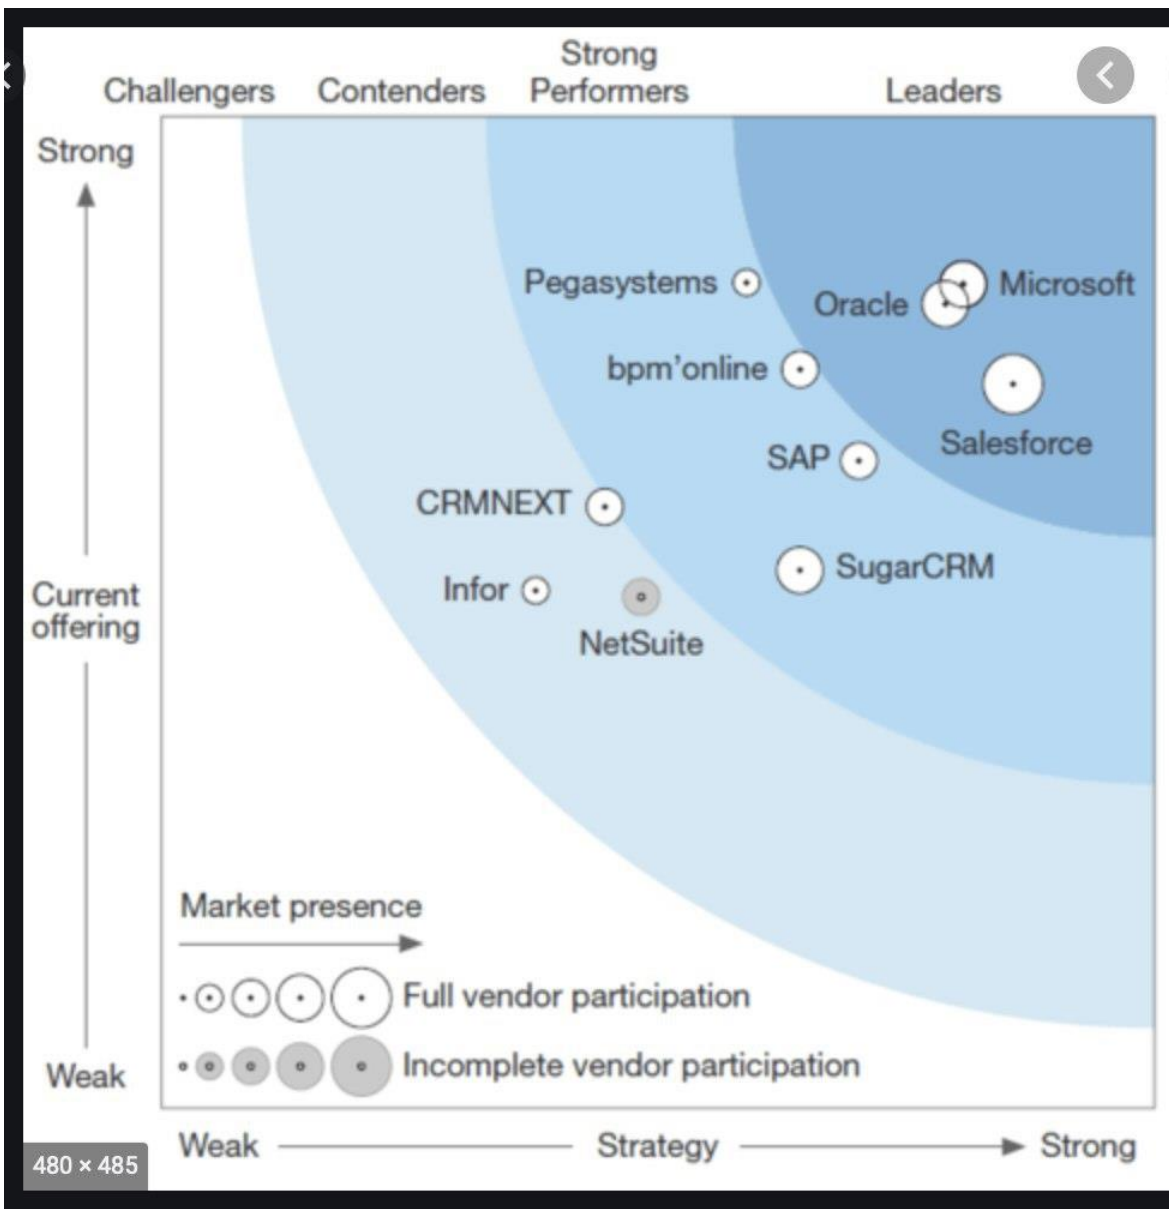 Strong
Challengers Contenders Performers Leaders
Strong
Pegasystems
Microsoft
Oracle
bpm'online
Salesforce
SAP
CRMNEXT
SugarCRM
Infor
Current
offering
NetSuite
Market presence
Full vendor participation
Incomplete vendor participation
Weak
Weak Strategy Strong
480 × 485